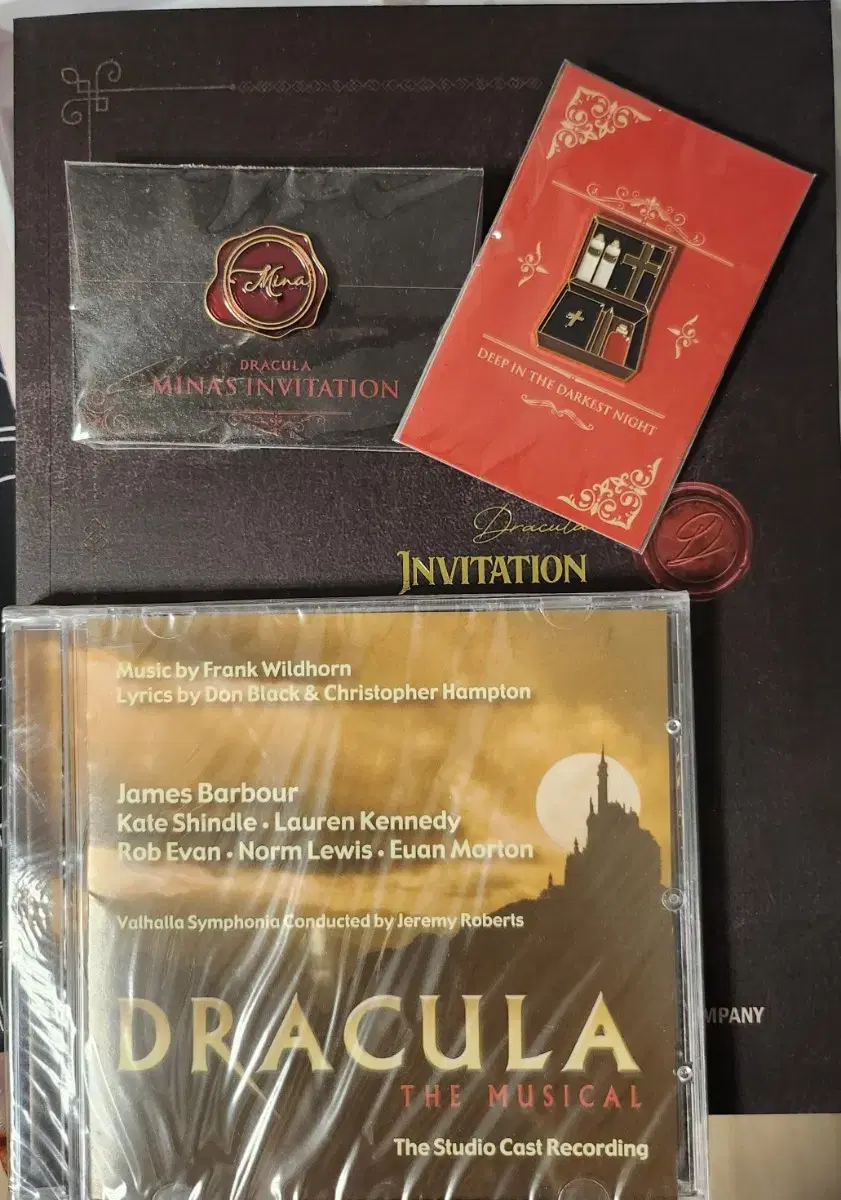 Mina
DRACULA
MINA'S INVITATION
DEEP IN THE DARKEST NIGHT
Dracula
INVITATION
D
Music by Frank Wildhorn
Lyrics by Don Black & Christopher Hampton
James Barbour
Kate Shindle • Lauren Kennedy
Rob Evan • Norm Lewis • Euan Morton
Valhalla Symphonia Conducted by Jeremy Roberts
MPANY
DRACULA
THE MUSICAL
The Studio Cast Recording